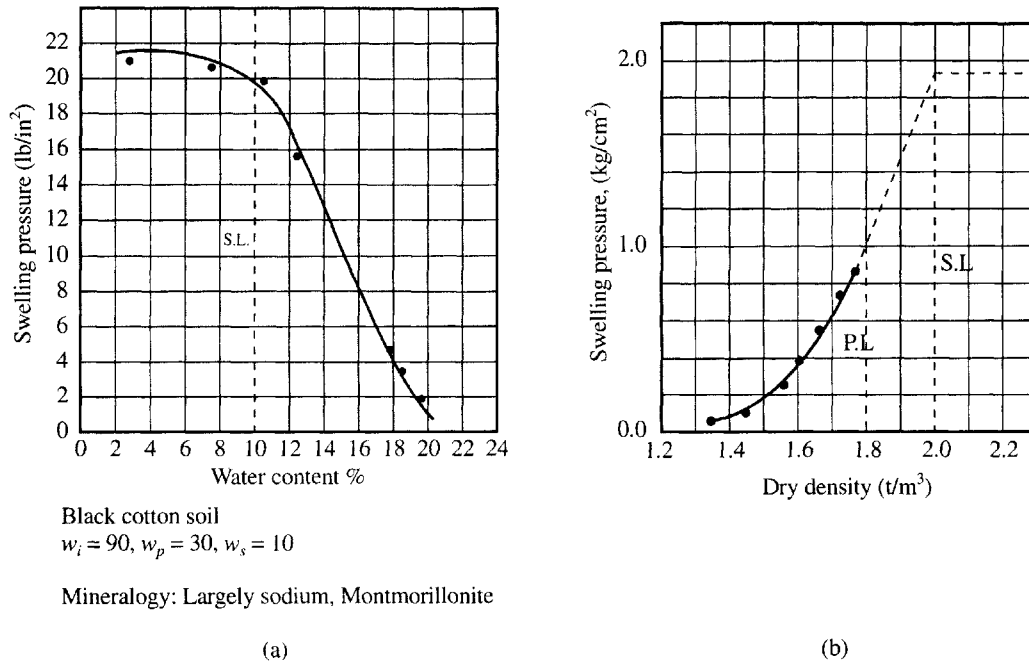 22
20
18
16
14
12
10
8
6
4
2
0
Swelling pressure (lb/in²)
S.L.
0 2 4 6 8 10 12 14 16 18 20 22 24
Water content %
Black cotton soil
wᵢ = 90, wₚ = 30, wₛ = 10
Mineralogy: Largely sodium, Montmorillonite
(a)
2.0
1.0
0.0
Swelling pressure, (kg/cm²)
P.L
S.L
1.2 1.4 1.6 1.8 2.0 2.2
Dry density (t/m³)
(b)